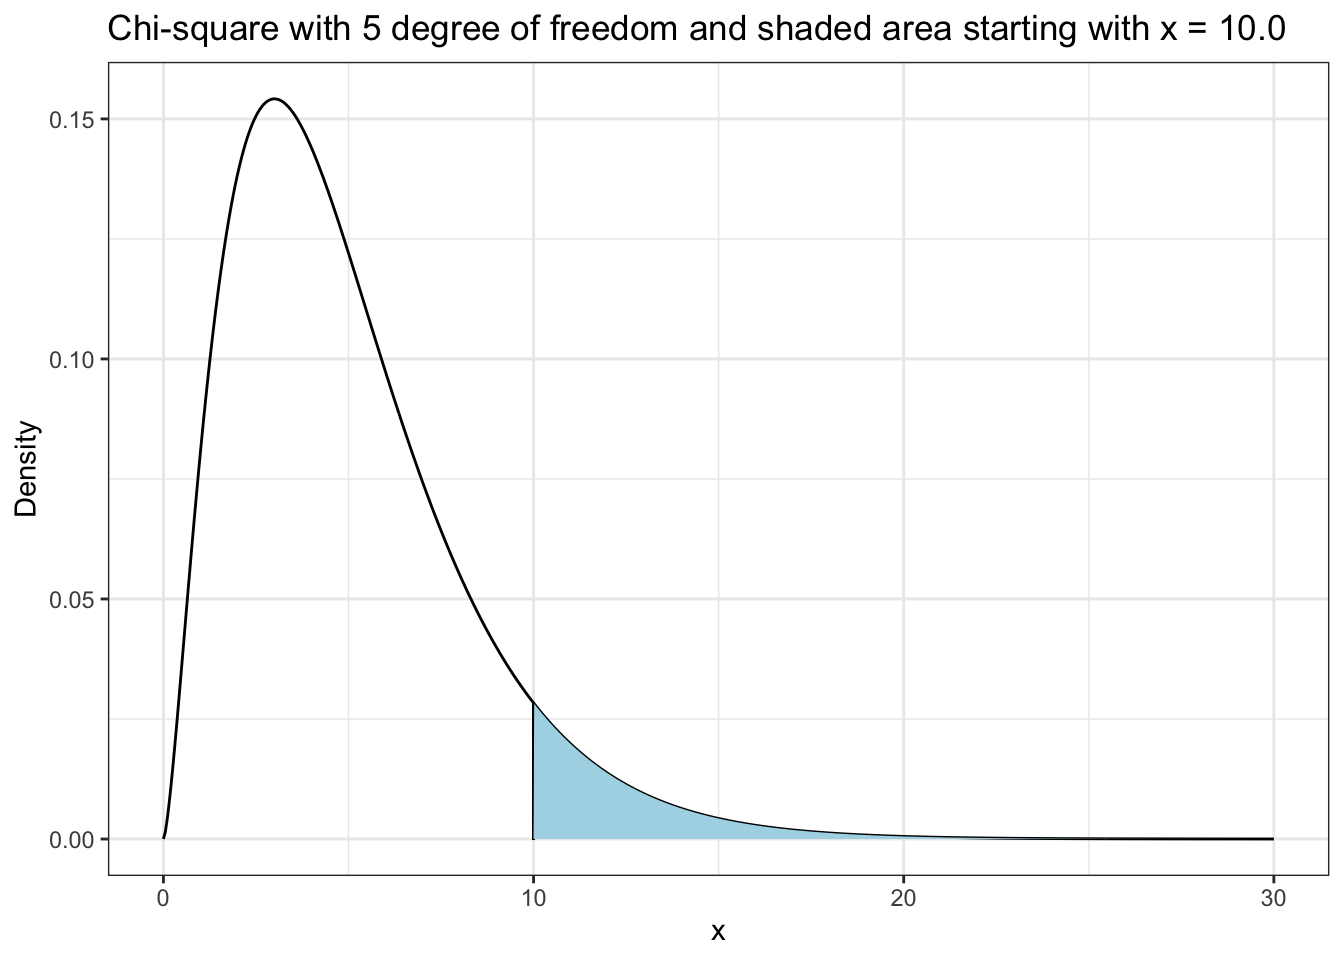 Chi-square with 5 degree of freedom and shaded area starting with x = 10.0
0.15
0.10
0.05
0.00
Density
0 10 20 30
x